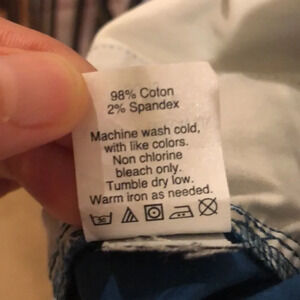 98% Coton
2% Spandex
Machine wash cold,
with like colors.
Non chlorine
bleach only.
Tumble dry low.
Warm iron as needed.